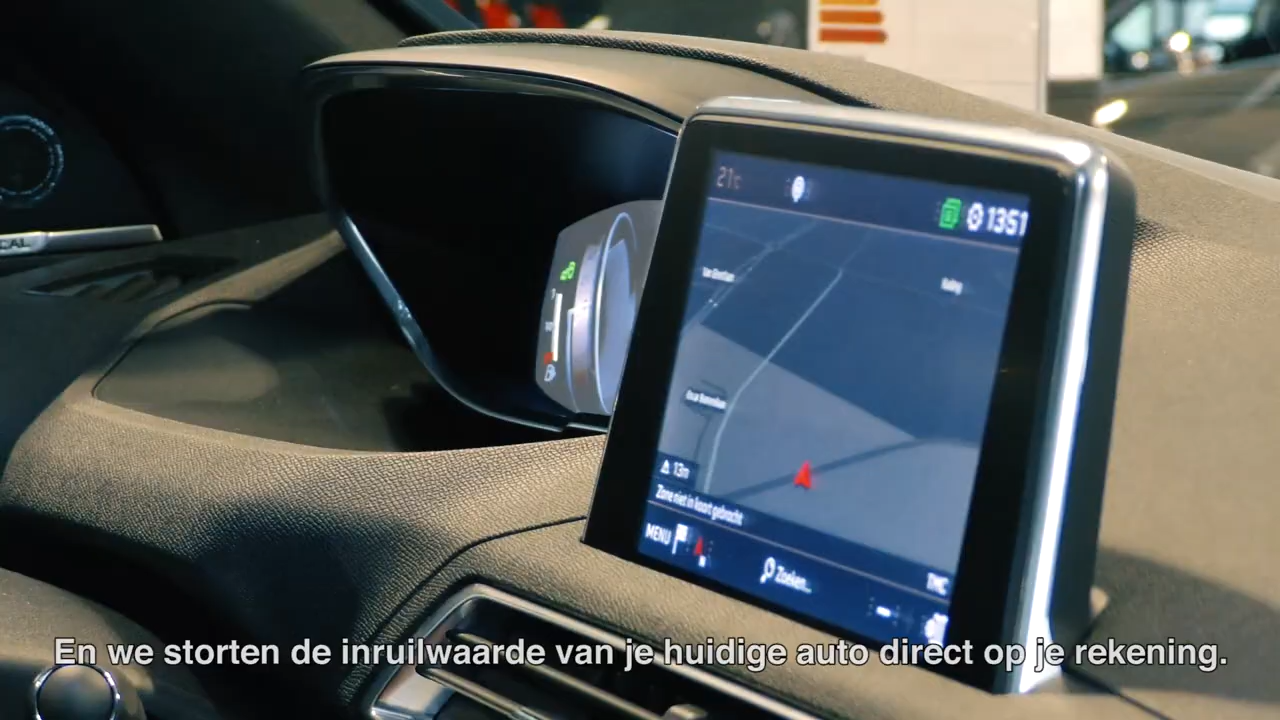 CAL
21c
1351
13m
Zone niet in kaart gebracht
MENU
N
Zoeken...
TMC
En we storten de inruilwaarde van je huidige auto direct op je rekening.